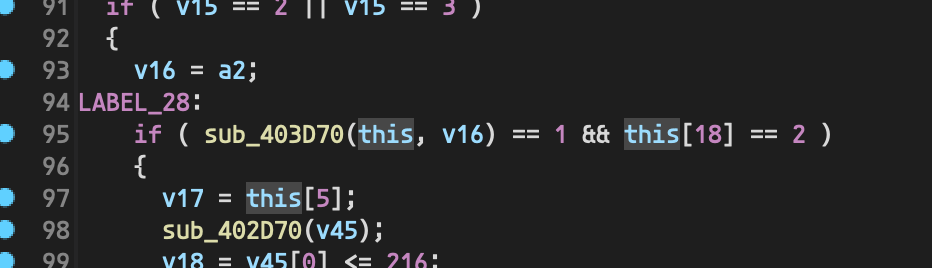 91 if ( v15 == 2 || v15 == 3 )
92 {
93 v16 = a2;
94 LABEL_28:
95 if ( sub_403D70(this, v16) == 1 && this[18] == 2 )
96 {
97 v17 = this[5];
98 sub_402D70(v45);
99 v18 = v45[0] <= 216;